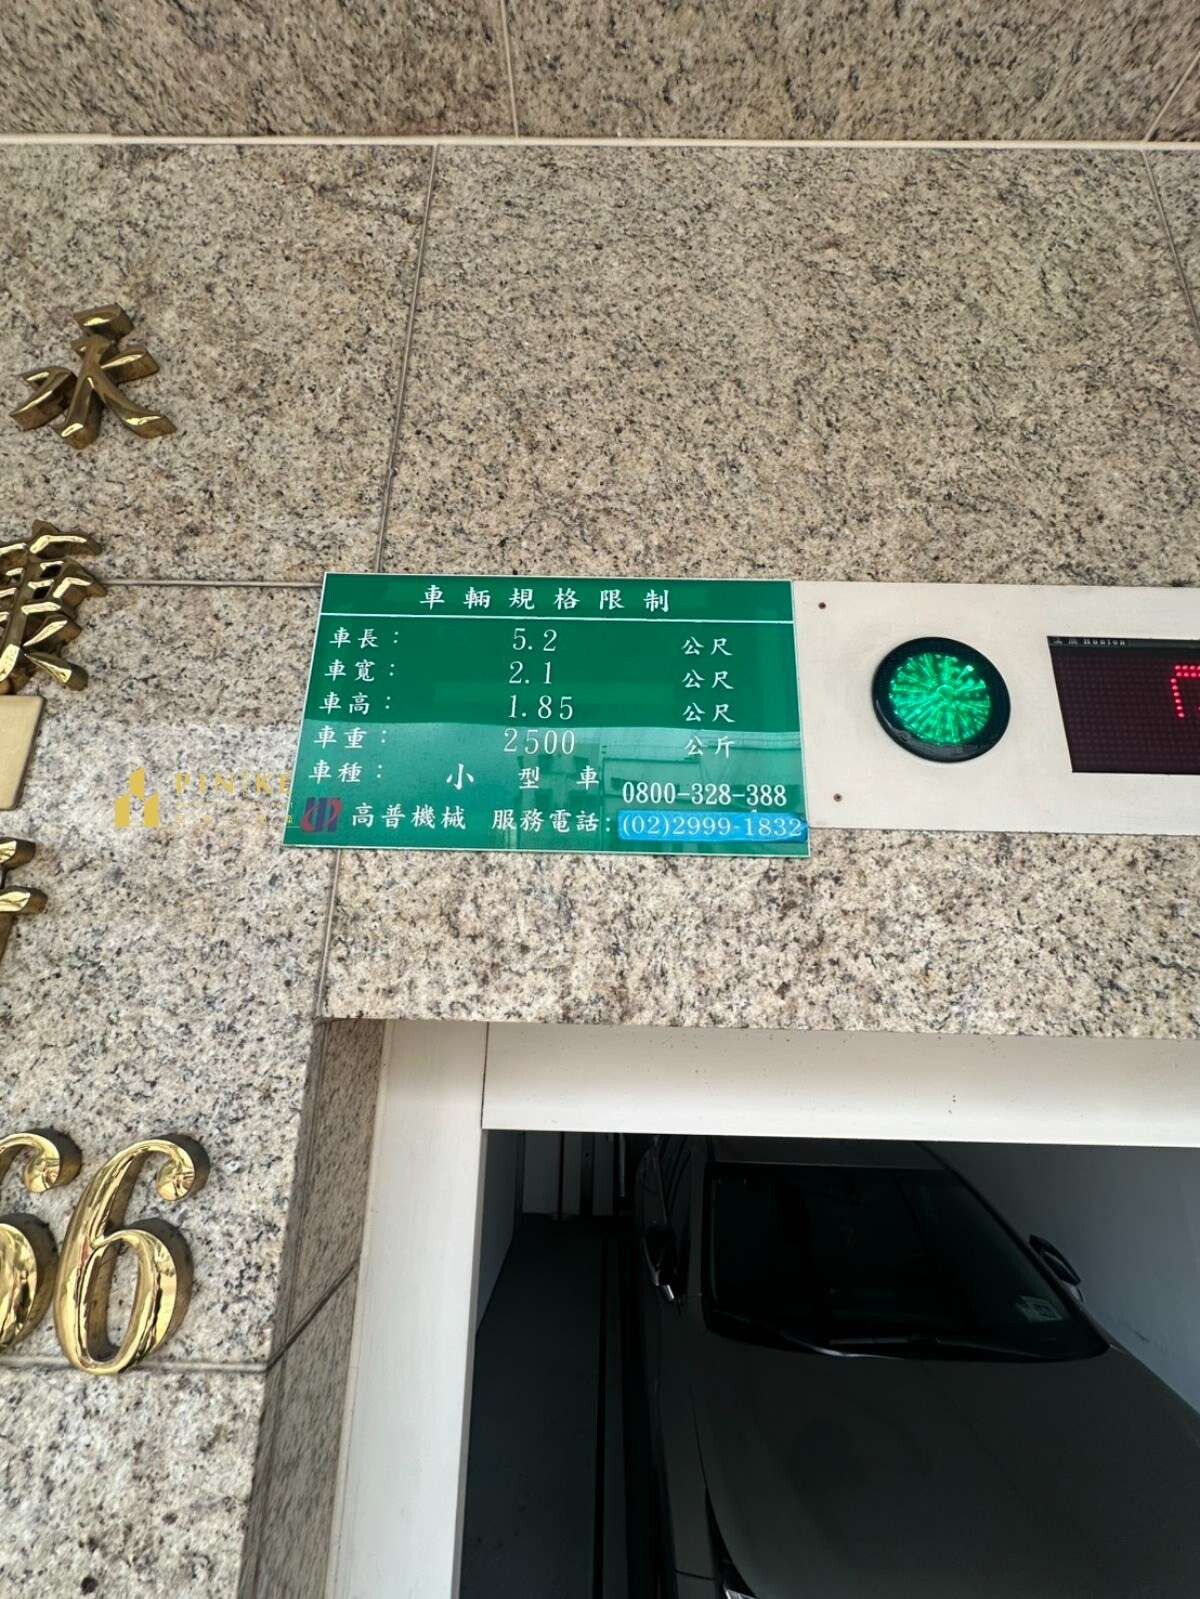 永
東
車輛規格限制
車長： 5.2 公尺
車寬： 2.1 公尺
車高： 1.85 公尺
車重： 2500 公斤
車種： 小型車
0800-328-388
高普機械 服務電話：(02)2999-1832
66